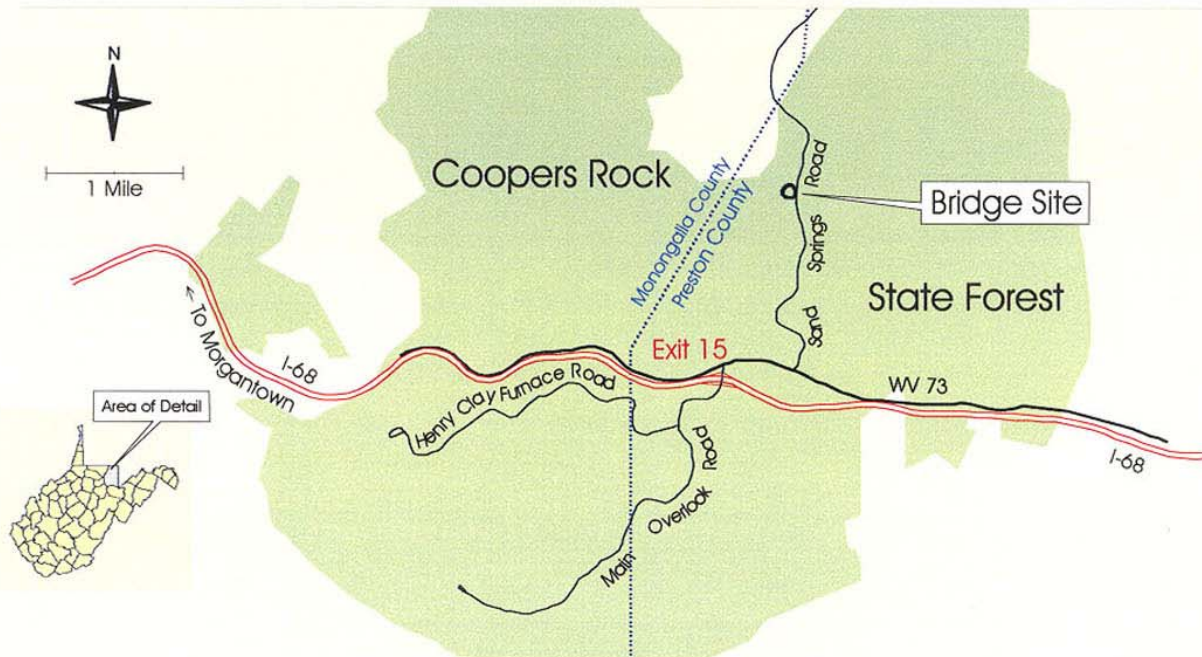 N
1 Mile
Coopers Rock
Monongalia County
Preston County
Sand Springs Road
Bridge Site
State Forest
Exit 15
WV 73
← To Morgantown
I-68
Henry Clay Furnace Road
Area of Detail
Main Overlook Road
I-68